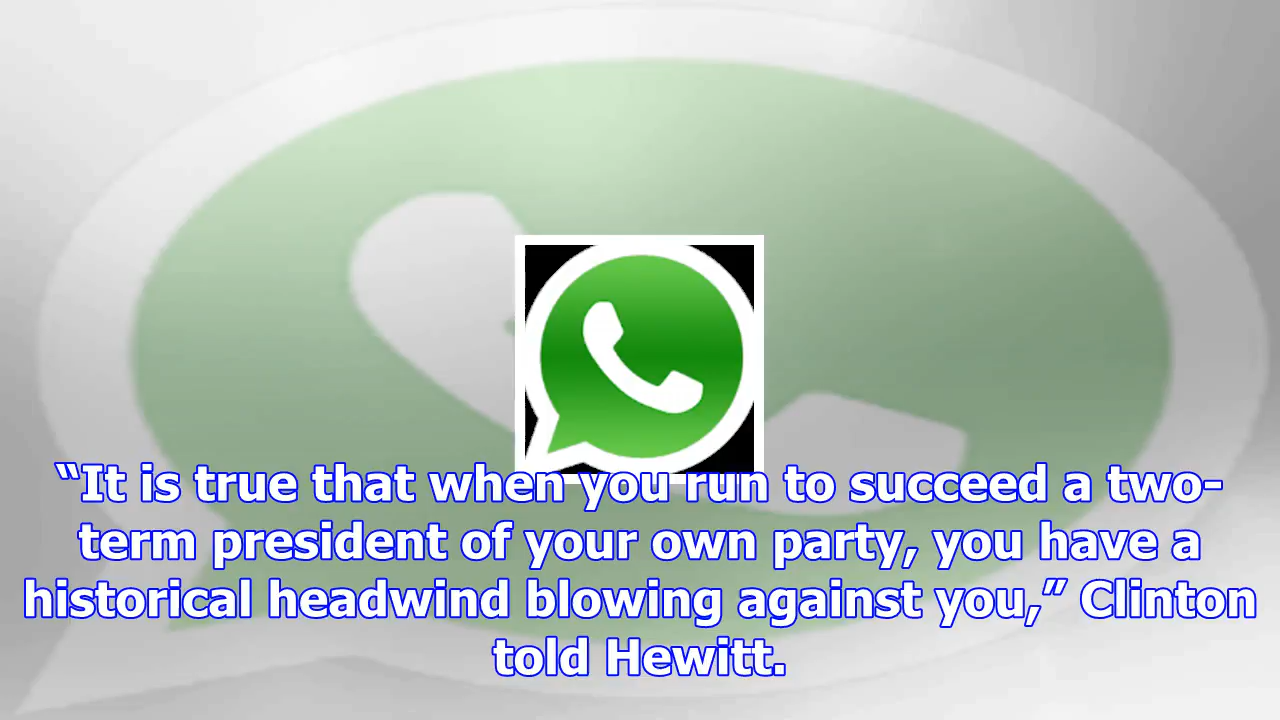 “It is true that when you run to succeed a two-
term president of your own party, you have a
historical headwind blowing against you,” Clinton
told Hewitt.